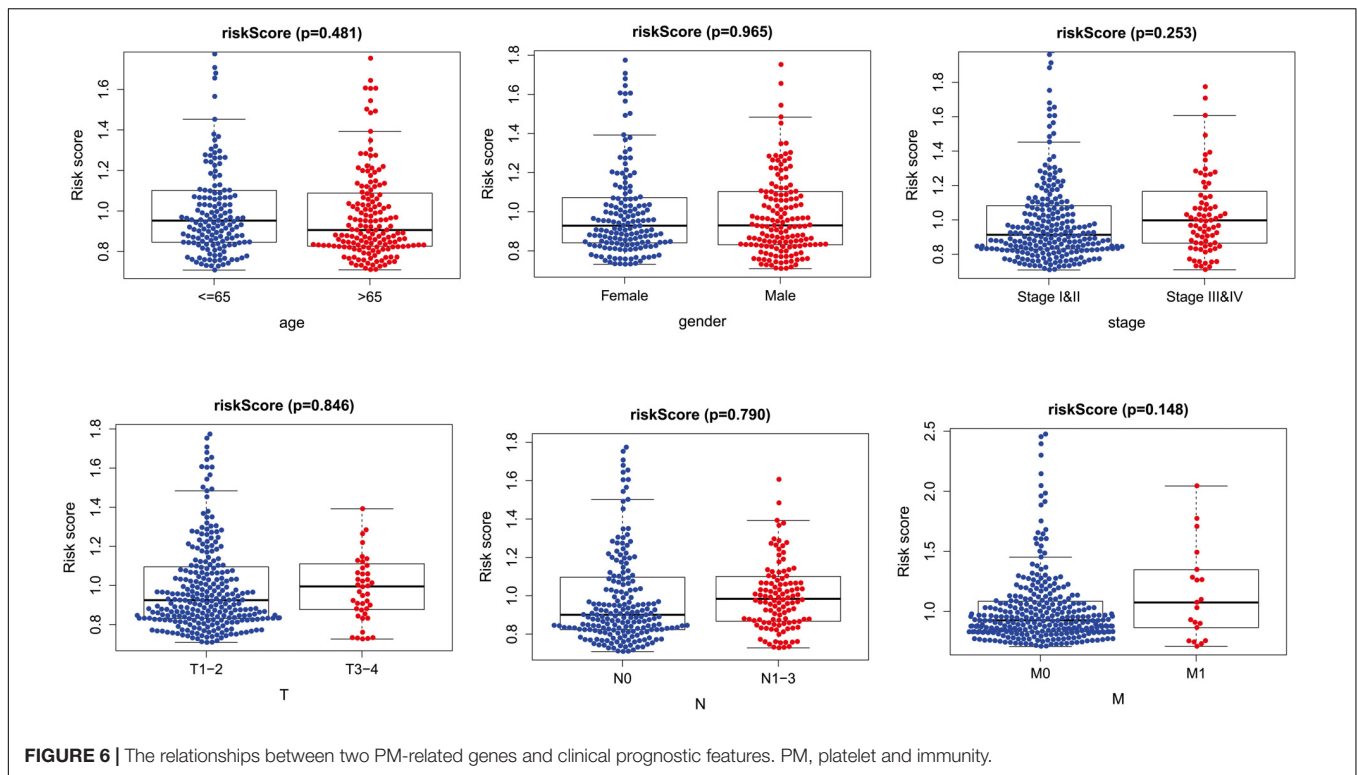 riskScore (p=0.481)
Risk score
1.6
1.4
1.2
1.0
0.8
<=65
>65
age
riskScore (p=0.965)
Risk score
1.8
1.6
1.4
1.2
1.0
0.8
Female
Male
gender
riskScore (p=0.253)
Risk score
1.8
1.6
1.4
1.2
1.0
0.8
Stage I&II
Stage III&IV
stage
riskScore (p=0.846)
Risk score
1.8
1.6
1.4
1.2
1.0
0.8
T1−2
T3−4
T
riskScore (p=0.790)
Risk score
1.8
1.6
1.4
1.2
1.0
0.8
N0
N1−3
N
riskScore (p=0.148)
Risk score
2.5
2.0
1.5
1.0
M0
M1
M
FIGURE 6 | The relationships between two PM-related genes and clinical prognostic features. PM, platelet and immunity.